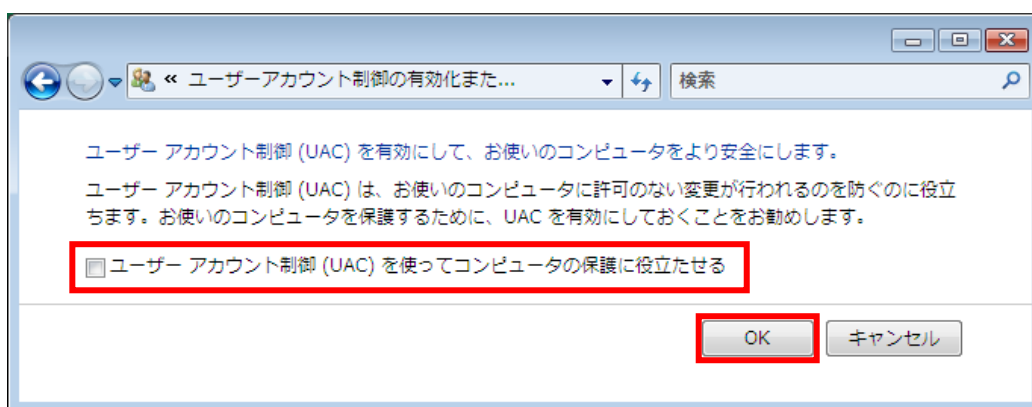 « ユーザーアカウント制御の有効化また...
検索
ユーザー アカウント制御 (UAC) を有効にして、お使いのコンピュータをより安全にします。
ユーザー アカウント制御 (UAC) は、お使いのコンピュータに許可のない変更が行われるのを防ぐのに役立
ちます。お使いのコンピュータを保護するために、UAC を有効にしておくことをお勧めします。
ユーザー アカウント制御 (UAC) を使ってコンピュータの保護に役立たせる
OK
キャンセル